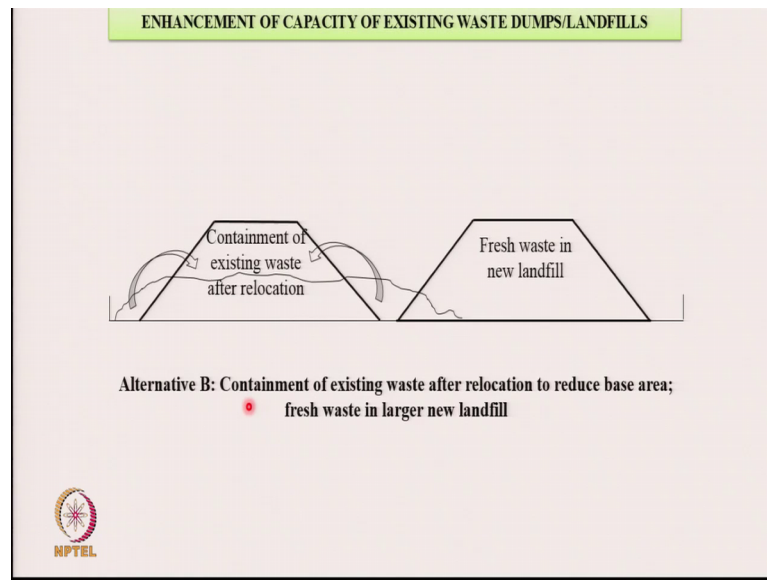 ENHANCEMENT OF CAPACITY OF EXISTING WASTE DUMPS/LANDFILLS
Containment of
existing waste
after relocation
Fresh waste in
new landfill
Alternative B: Containment of existing waste after relocation to reduce base area;
fresh waste in larger new landfill
NPTEL